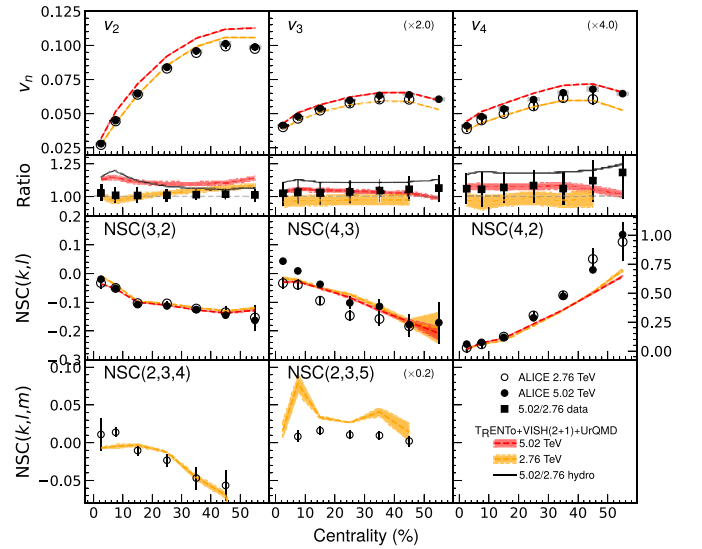 v2
v3
(×2.0)
v4
(×4.0)
vn
0.125
0.100
0.075
0.050
0.025
Ratio
1.25
1.00
NSC(3,2)
NSC(4,3)
NSC(4,2)
NSC(k,l)
0.2
0.1
0.0
−0.1
−0.2
−0.3
1.00
0.75
0.50
0.25
0.00
NSC(2,3,4)
NSC(2,3,5)
(×0.2)
NSC(k,l,m)
0.10
0.05
0.00
−0.05
ALICE 2.76 TeV
ALICE 5.02 TeV
5.02/2.76 data
TRENTo+VISH(2+1)+UrQMD
5.02 TeV
2.76 TeV
5.02/2.76 hydro
0 10 20 30 40 50
0 10 20 30 40 50
0 10 20 30 40 50
Centrality (%)